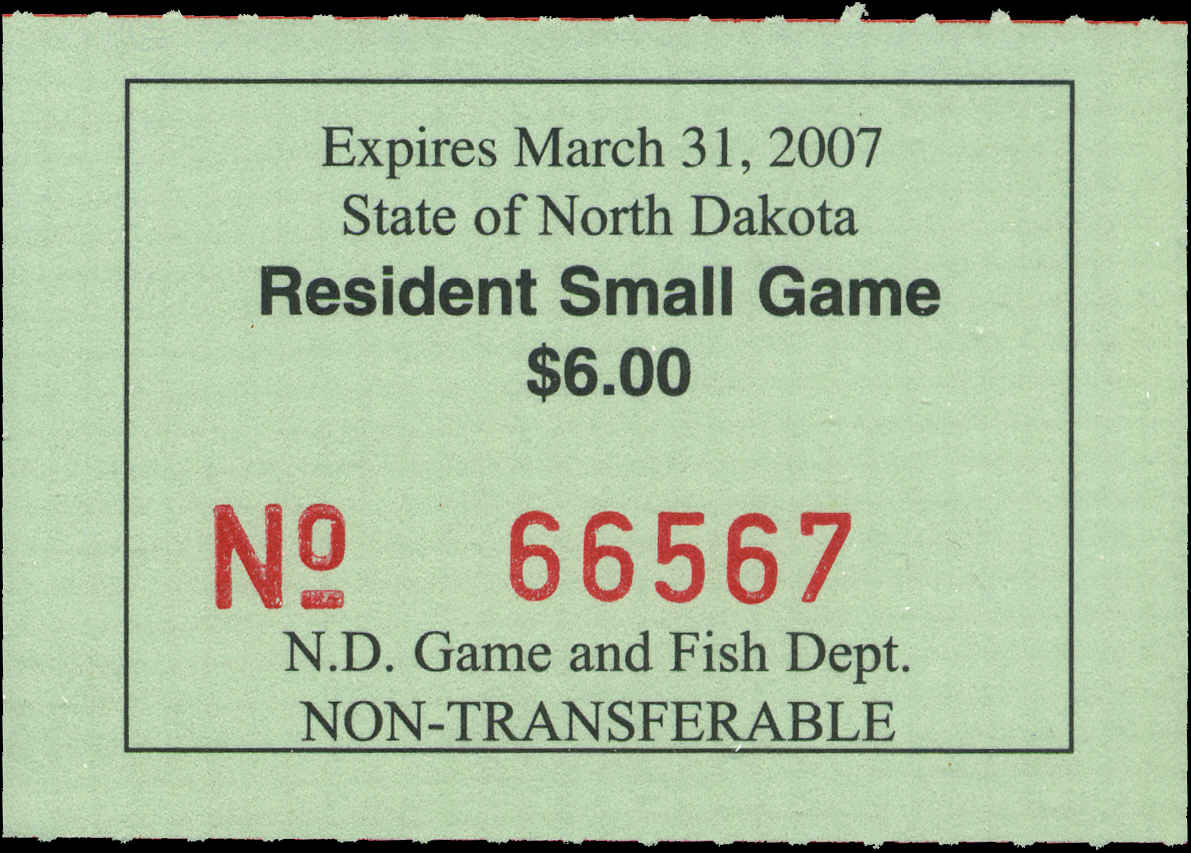 Expires March 31, 2007
State of North Dakota
Resident Small Game
$6.00
Nº 66567
N.D. Game and Fish Dept.
NON-TRANSFERABLE